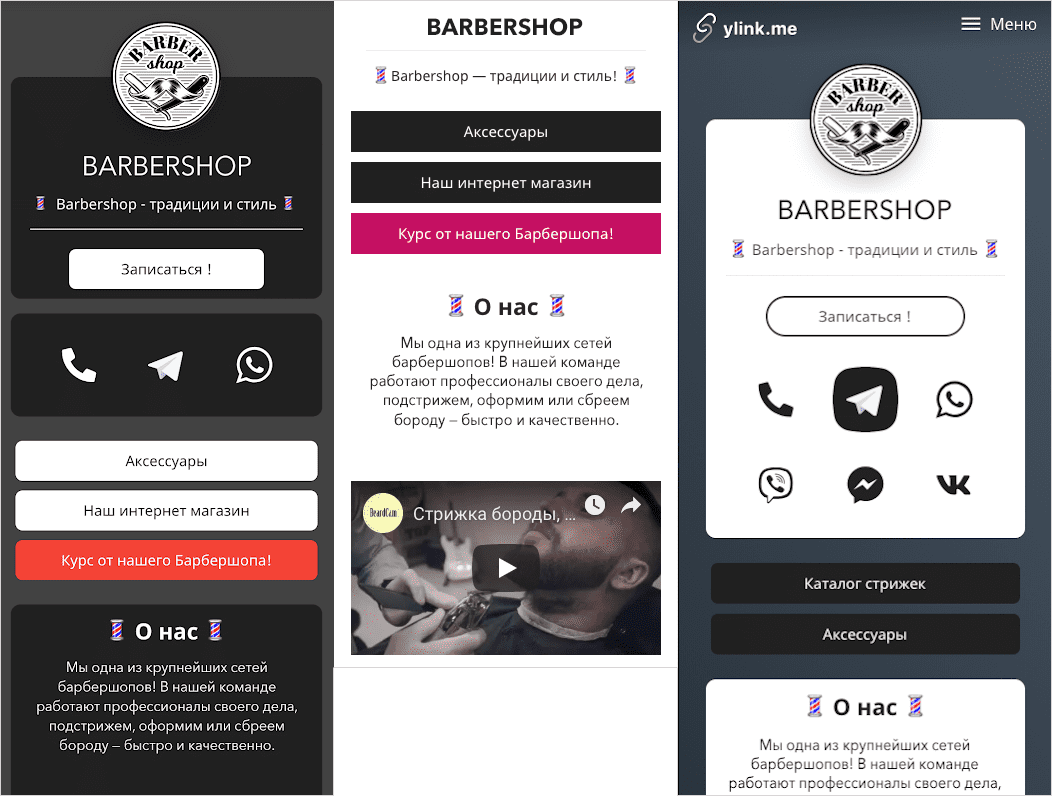 BARBER
shop
BARBERSHOP
Barbershop - традиции и стиль
Записаться !
Аксессуары
Наш интернет магазин
Курс от нашего Барбершопа!
О нас
Мы одна из крупнейших сетей
барбершопов! В нашей команде
работают профессионалы своего дела,
подстрижем, оформим или сбреем
бороду – быстро и качественно.
BARBERSHOP
Barbershop — традиции и стиль!
Аксессуары
Наш интернет магазин
Курс от нашего Барбершопа!
О нас
Мы одна из крупнейших сетей
барбершопов! В нашей команде
работают профессионалы своего дела,
подстрижем, оформим или сбреем
бороду – быстро и качественно.
BeardCam
Стрижка бороды, ...
ylink.me
Меню
BARBER
shop
BARBERSHOP
Barbershop - традиции и стиль
Записаться !
Каталог стрижек
Аксессуары
О нас
Мы одна из крупнейших сетей
барбершопов! В нашей команде
работают профессионалы своего дела,